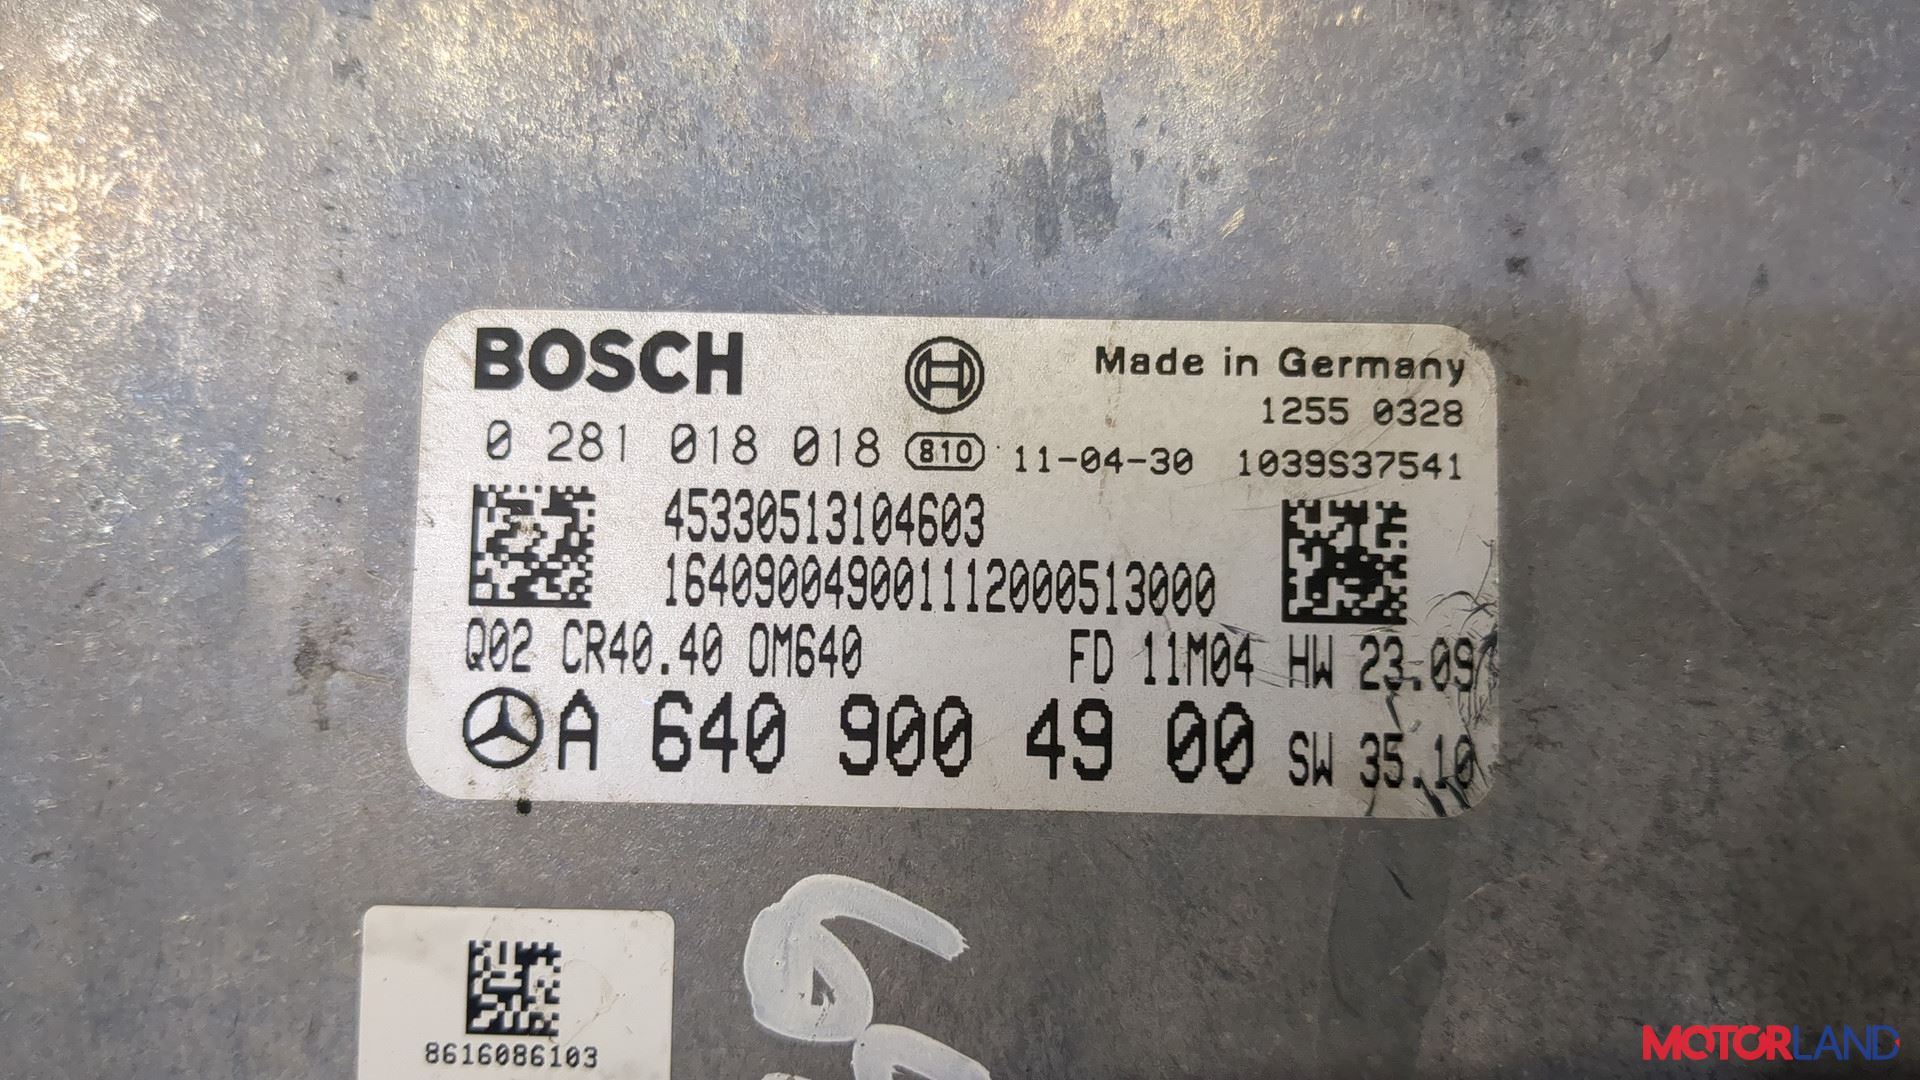 BOSCH
Made in Germany
1255 0328
0 281 018 018 810 11-04-30 1039S37541
45330513104603
1640900490011112000513000
Q02 CR40.40 OM640 FD 11M04 HW 23.09
A 640 900 49 00 SW 35.10
8616086103
MOTORLAND